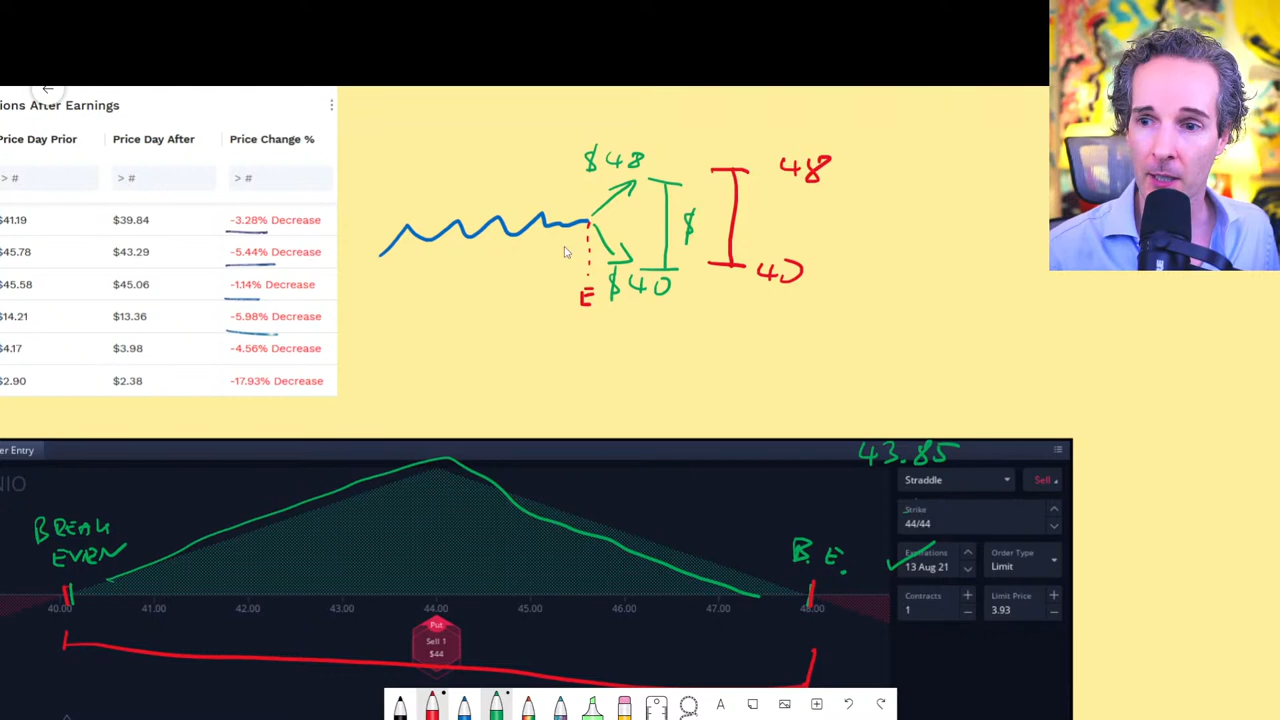 ions After Earnings
Price Day Prior Price Day After Price Change %
> # > # > #
$41.19 $39.84 -3.28% Decrease
$45.78 $43.29 -5.44% Decrease
$45.58 $45.06 -1.14% Decrease
$14.21 $13.36 -5.98% Decrease
$4.17 $3.98 -4.56% Decrease
$2.90 $2.38 -17.93% Decrease
$48
48
$
40
$40
E
er Entry
43.85
NIO
Straddle Sell
Strike
44/44
BREAK
EVEN
B.E.
Expirations Order Type
13 Aug 21 Limit
Contracts Limit Price
1 3.93
40.00 41.00 42.00 43.00 44.00 45.00 46.00 47.00 48.00
Put
Sell 1
$44
A